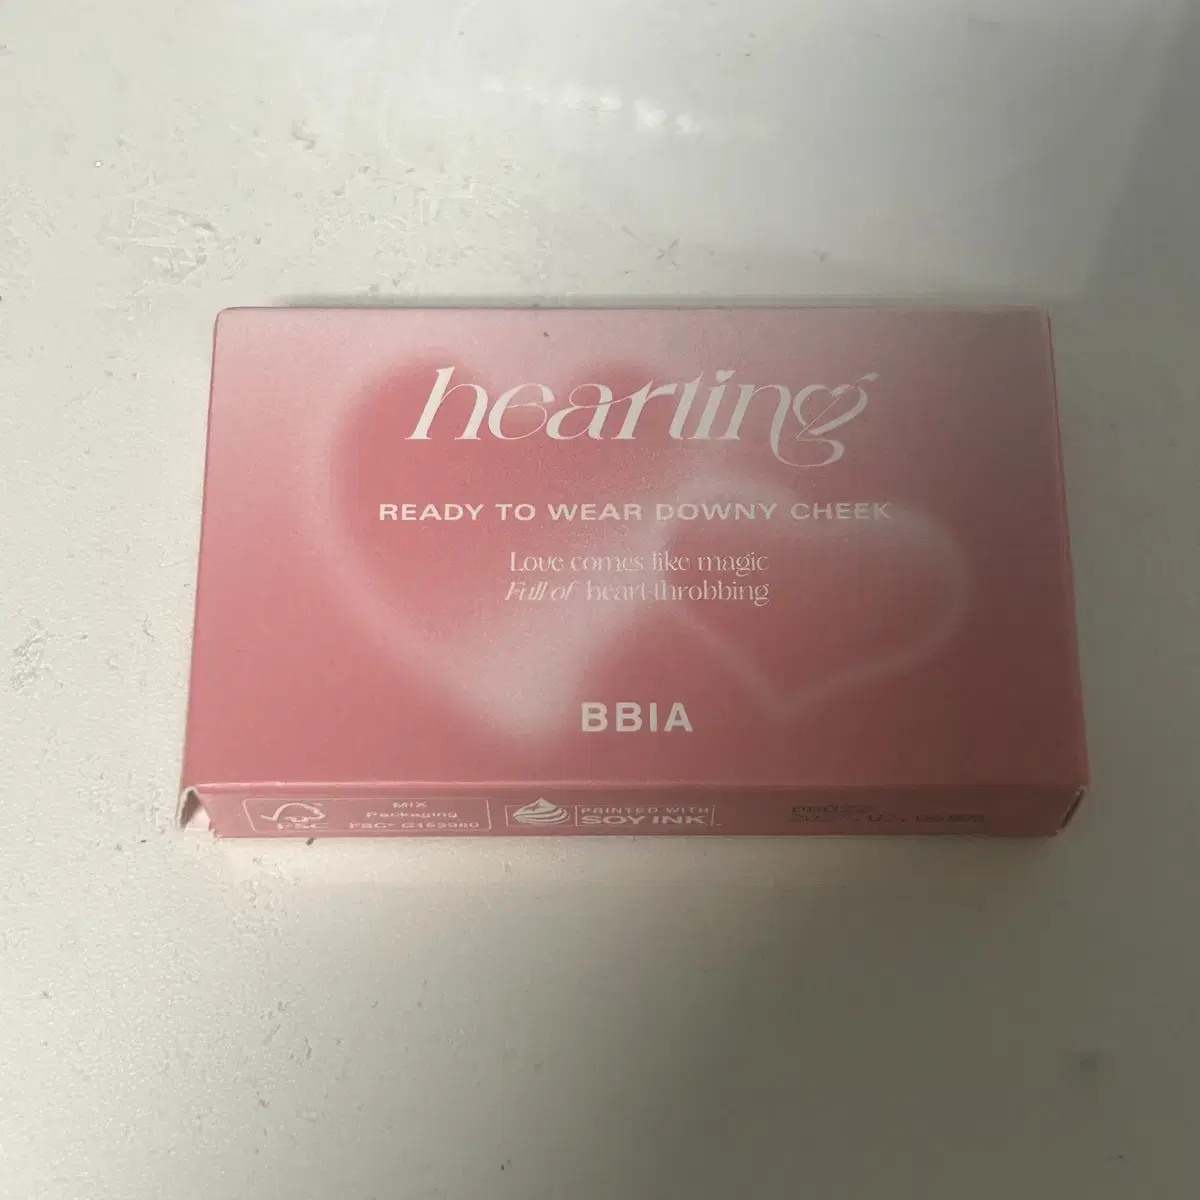 hearting
READY TO WEAR DOWNY CHEEK
Love comes like magic
Full of heart-throbbing
BBIA
FSC
MIX
Packaging
PRINTED WITH
SOY INK